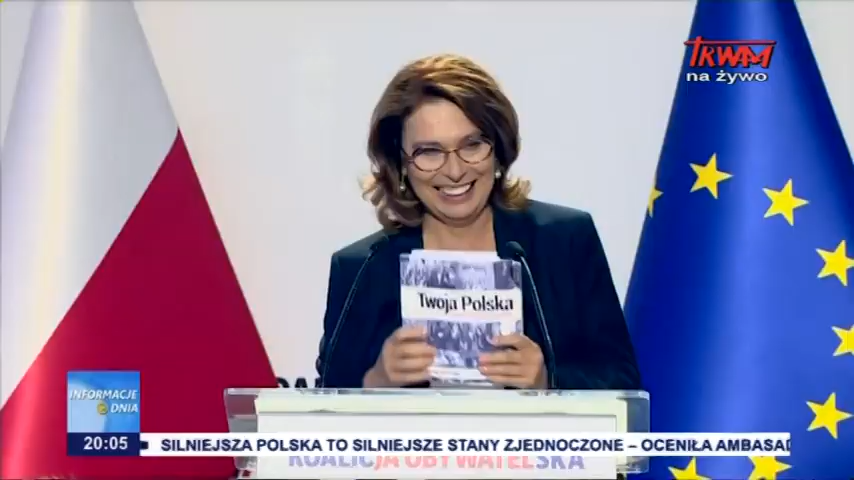 TRWAM
na żywo
Twoja Polska
INFORMACJE
DNIA
20:05
SILNIEJSZA POLSKA TO SILNIEJSZE STANY ZJEDNOCZONE – OCENIŁA AMBASAD
KOALICJA OBYWATELSKA